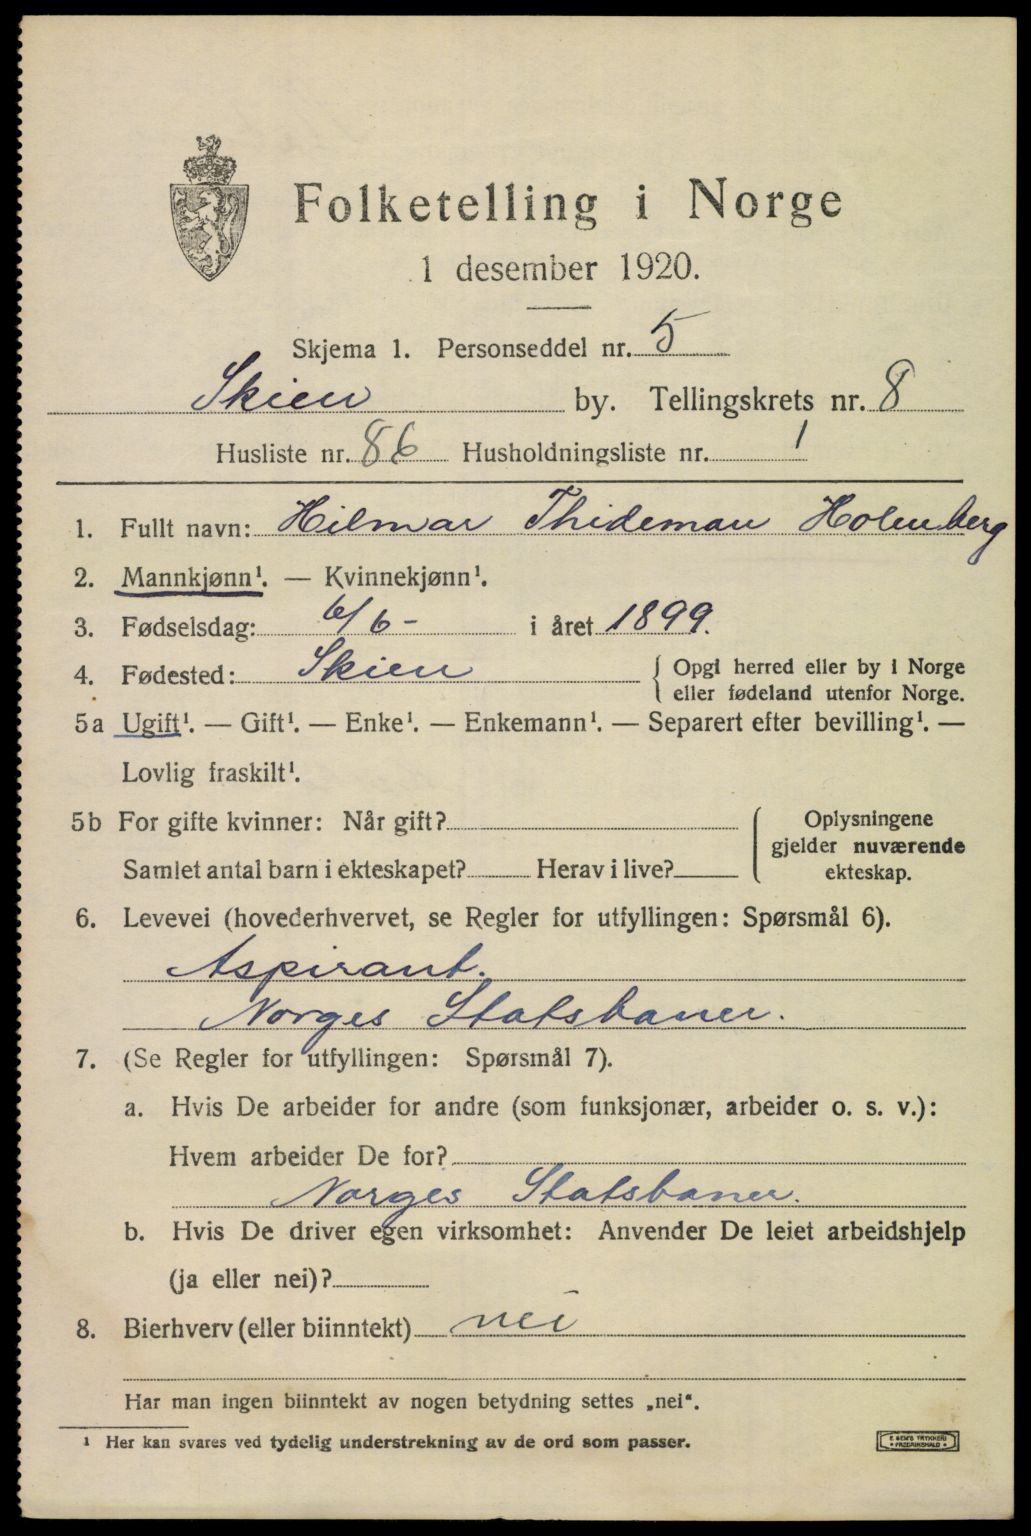 Folketelling i Norge
1 desember 1920.
Skjema 1. Personseddel nr. 5
Skien by. Tellingskrets nr. 8
Husliste nr. 86 Husholdningsliste nr. 1
1. Fullt navn: Hilmar Thideman Holmberg
2. Mannkjønn¹. — Kvinnekjønn¹.
3. Fødselsdag: 6/6- i året 1899.
4. Fødested: Skien { Opgi herred eller by i Norge
eller fødeland utenfor Norge.
5a Ugift¹. — Gift¹. — Enke¹. — Enkemann¹. — Separert efter bevilling¹. —
Lovlig fraskilt¹.
5b For gifte kvinner: Når gift?
Samlet antal barn i ekteskapet? Herav i live?
{ Oplysningene
gjelder nuværende
ekteskap.
6. Levevei (hovederhvervet, se Regler for utfyllingen: Spørsmål 6).
Aspirant.
Norges Statsbaner.
7. (Se Regler for utfyllingen: Spørsmål 7).
a. Hvis De arbeider for andre (som funksjonær, arbeider o. s. v.):
Hvem arbeider De for?
Norges Statsbaner.
b. Hvis De driver egen virksomhet: Anvender De leiet arbeidshjelp
(ja eller nei)?
8. Bierhverv (eller biinntekt) nei
Har man ingen biinntekt av nogen betydning settes „nei“.
¹ Her kan svares ved tydelig understrekning av de ord som passer.
E SEM'S TRYKKERI
FREDRIKSHALD